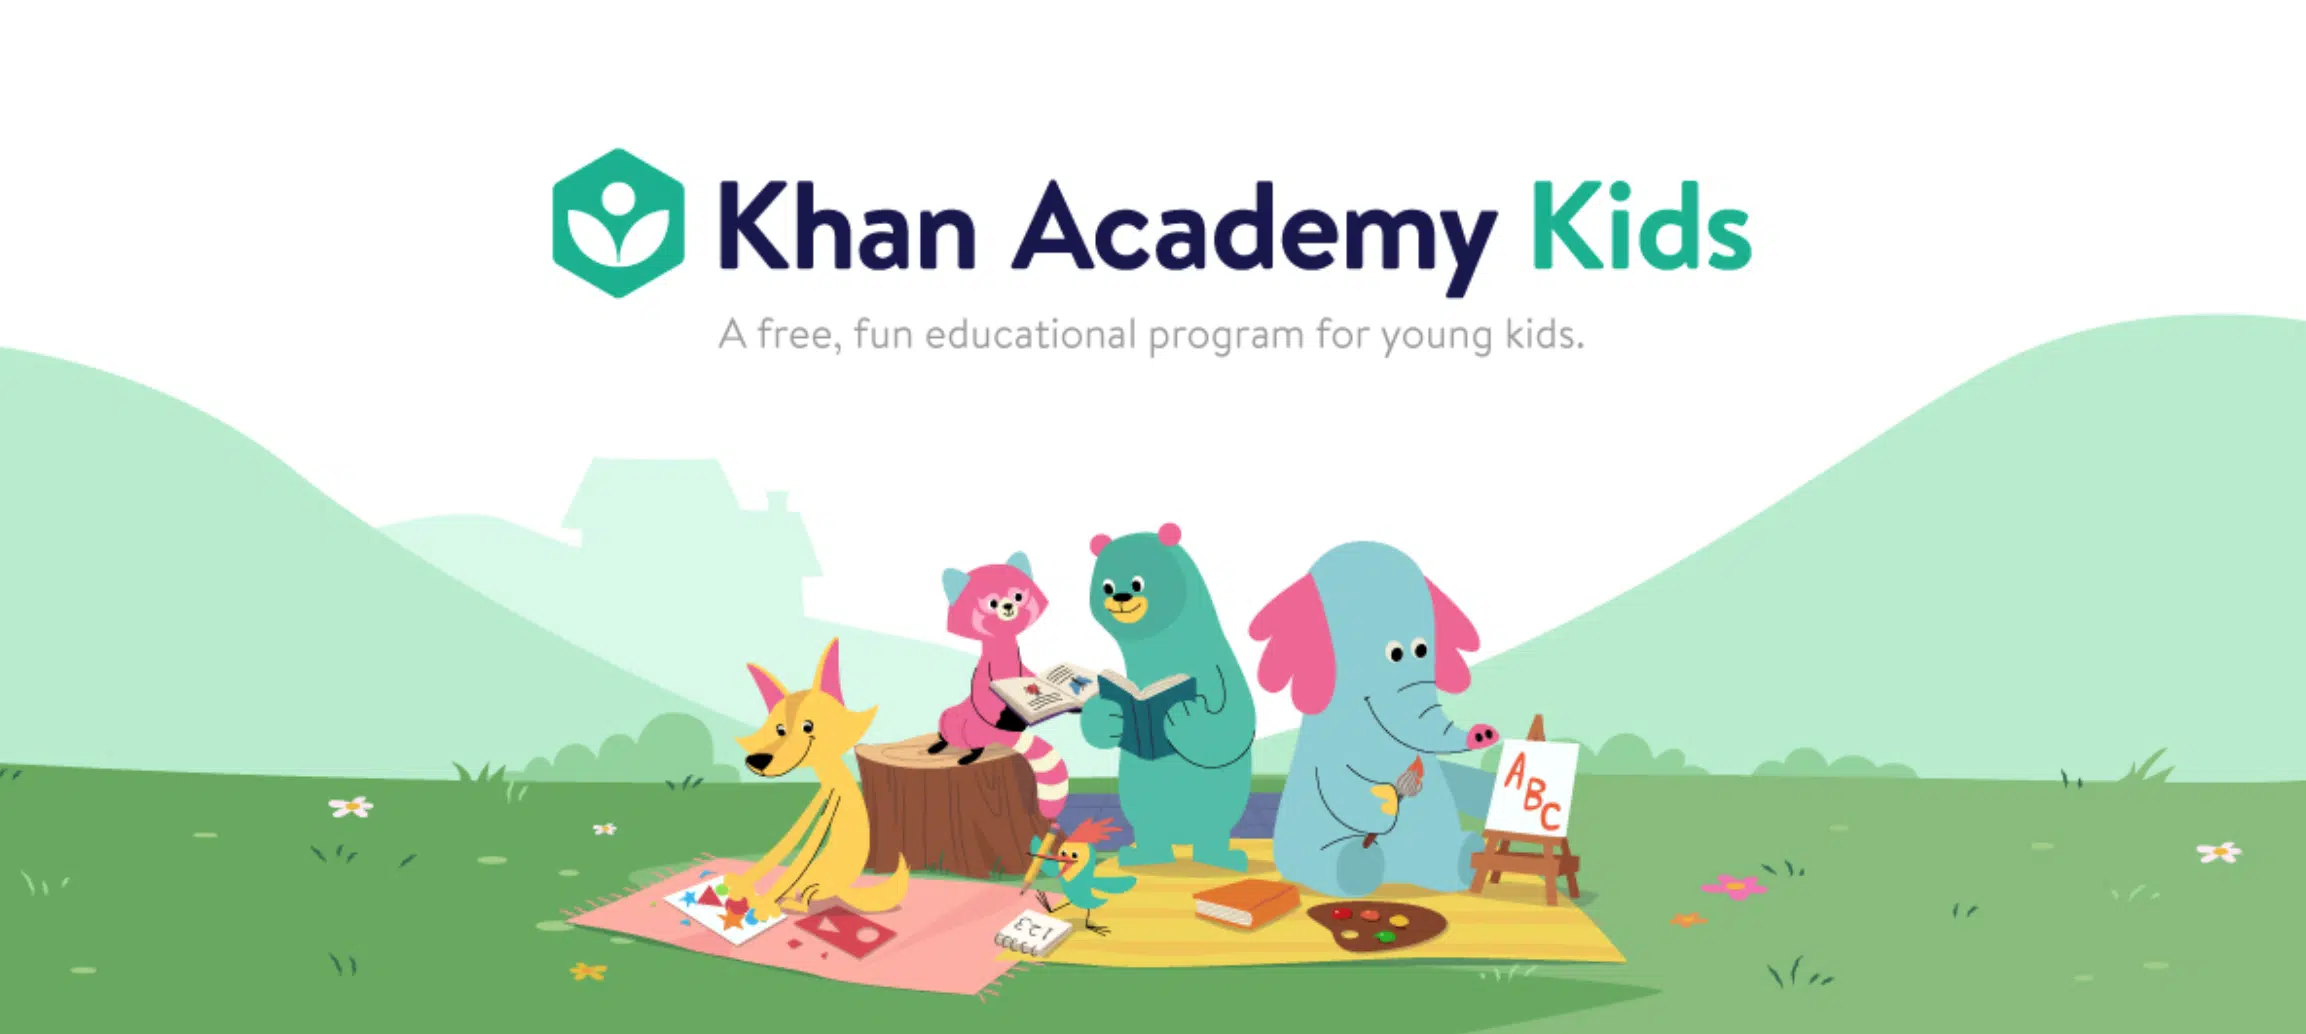 Khan Academy Kids
A free, fun educational program for young kids.
ABC
123